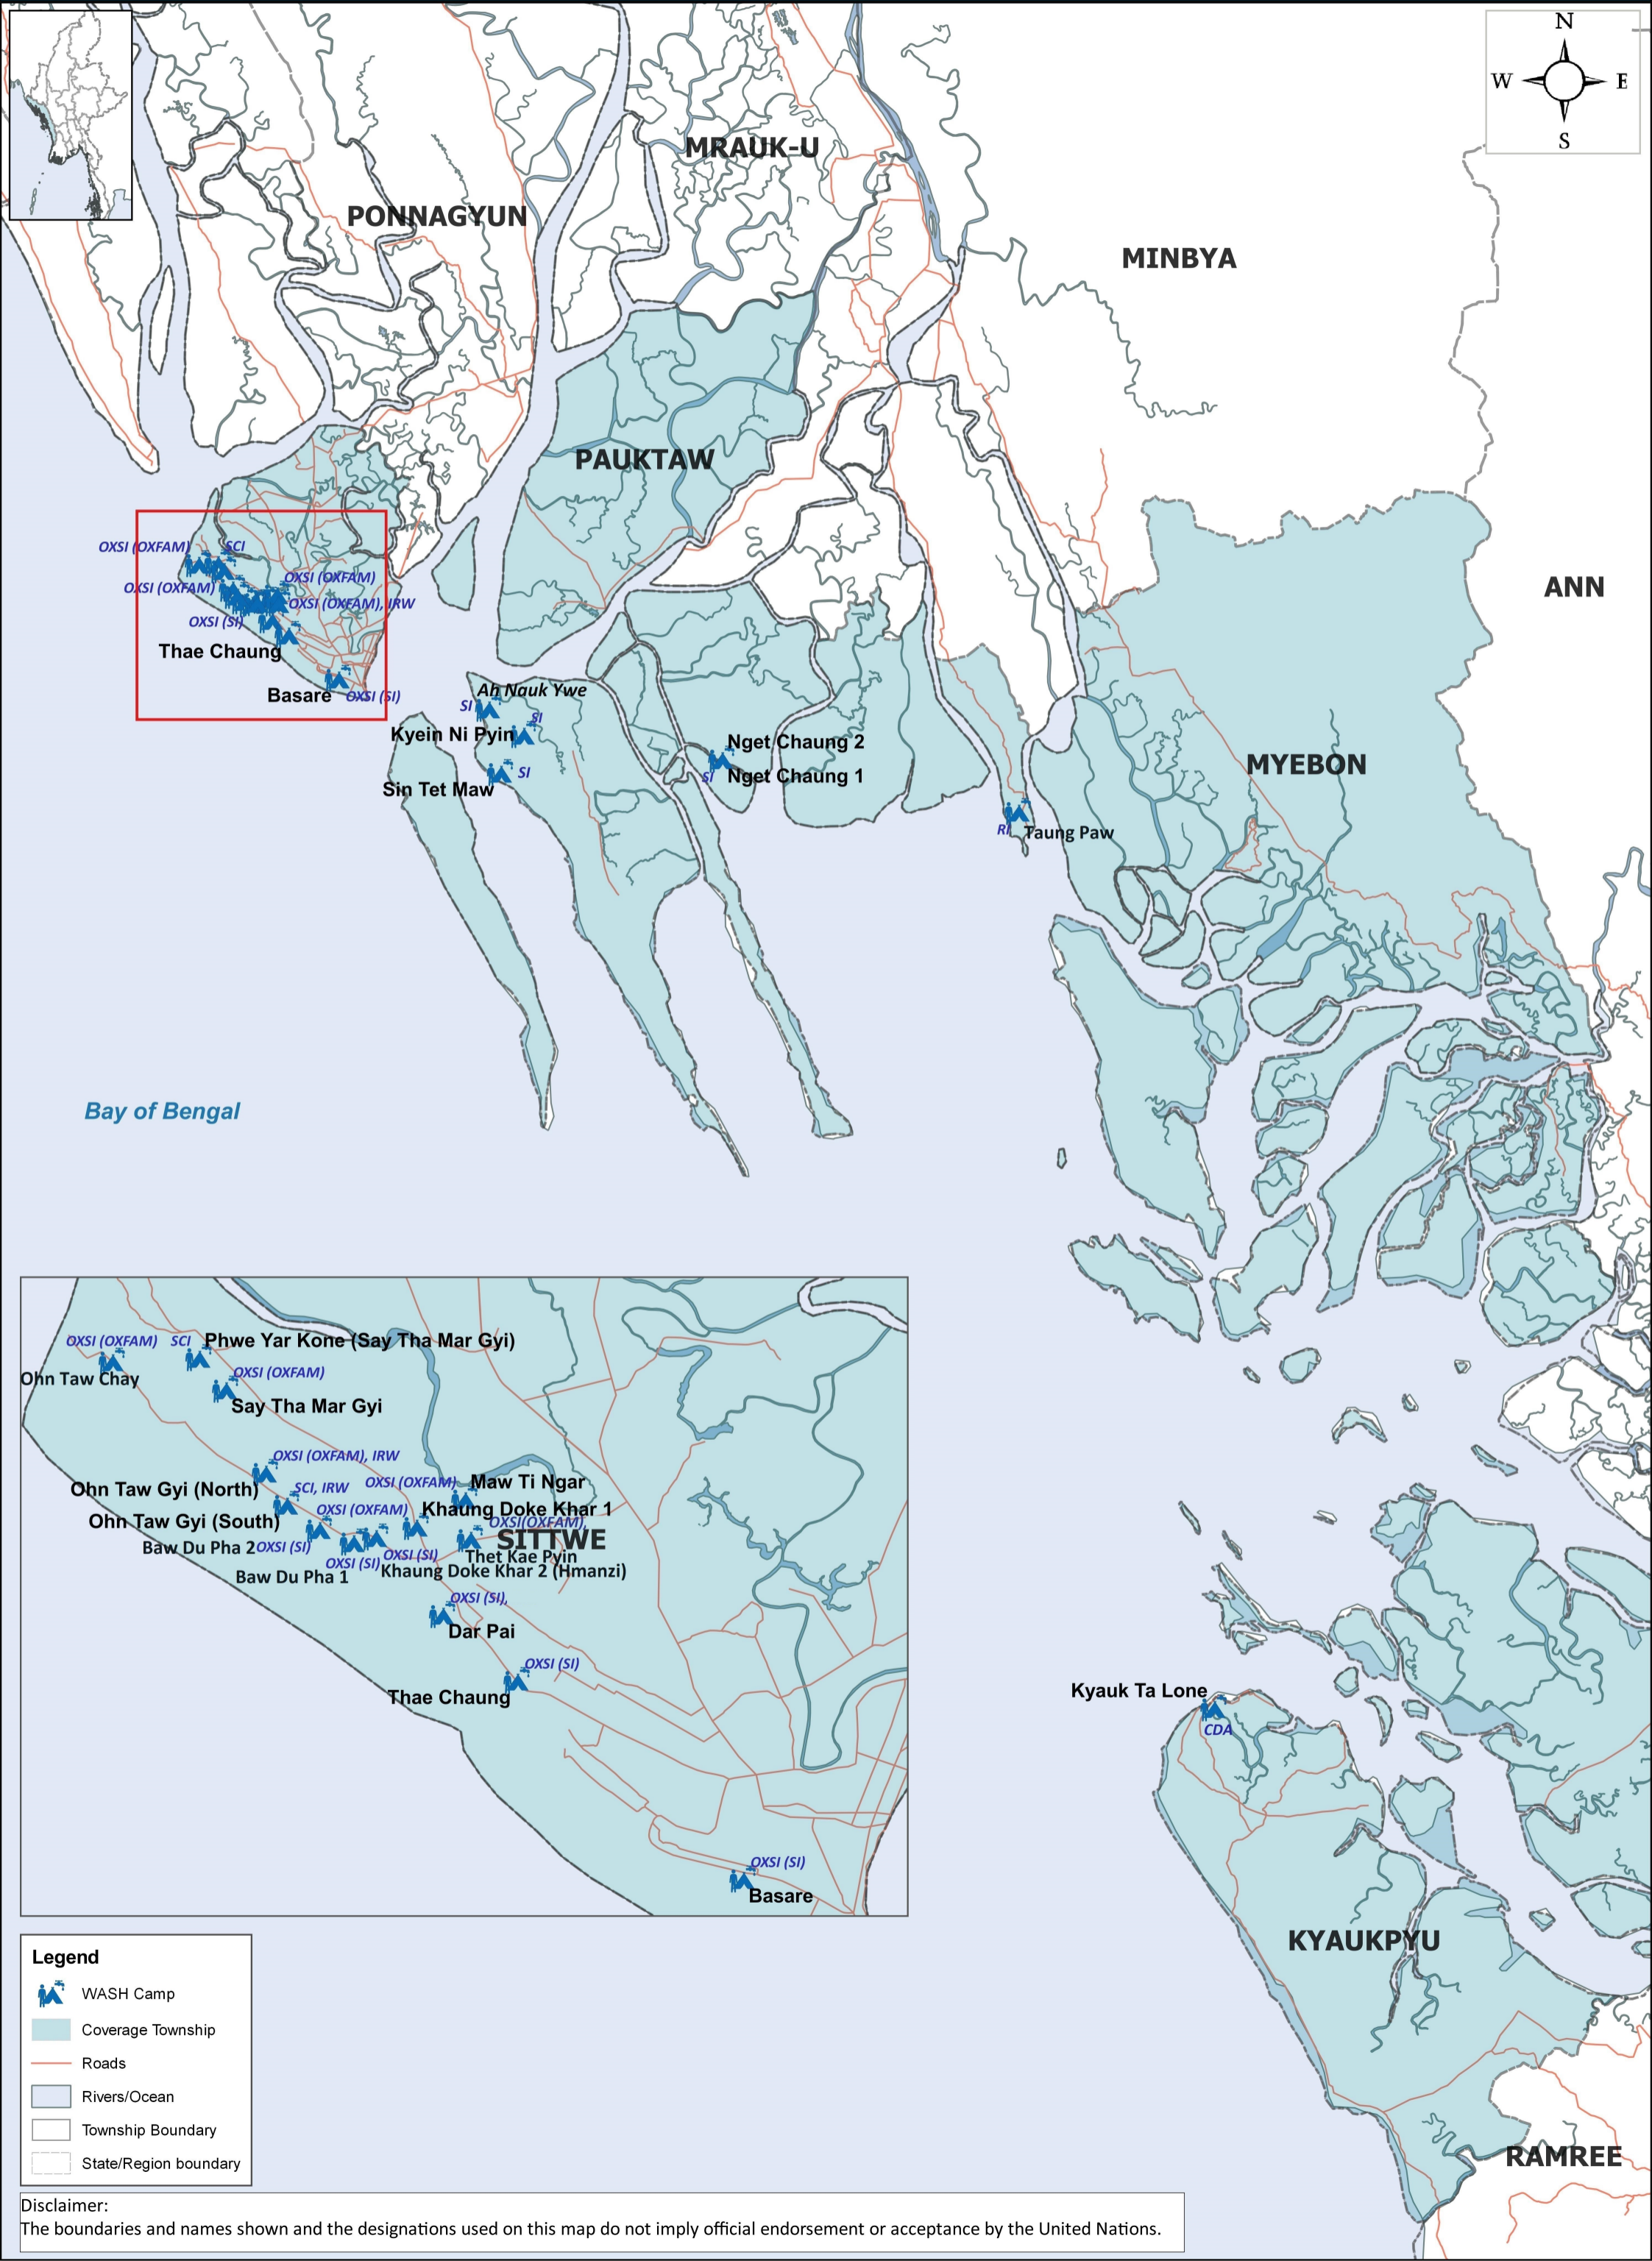 N
W E
S
MRAUK-U
PONNAGYUN
MINBYA
PAUKTAW
ANN
OXSI (OXFAM)
SCI
OXSI (OXFAM)
OXSI (OXFAM)
OXSI (OXFAM), IRW
OXSI (SI)
Thae Chaung
Basare
OXSI (SI)
Ah Nauk Ywe
SI
SI
Kyein Ni Pyin
SI
Sin Tet Maw
Nget Chaung 2
SI
Nget Chaung 1
MYEBON
RI
Taung Paw
Bay of Bengal
OXSI (OXFAM)
SCI
Phwe Yar Kone (Say Tha Mar Gyi)
Ohn Taw Chay
OXSI (OXFAM)
Say Tha Mar Gyi
OXSI (OXFAM), IRW
Ohn Taw Gyi (North)
SCI, IRW
OXSI (OXFAM)
Maw Ti Ngar
OXSI (OXFAM)
Khaung Doke Khar 1
Ohn Taw Gyi (South)
OXSI(OXFAM),
SITTWE
Baw Du Pha 2
OXSI (SI)
OXSI (SI)
OXSI (SI)
Thet Kae Pyin
Baw Du Pha 1
Khaung Doke Khar 2 (Hmanzi)
OXSI (SI),
Dar Pai
OXSI (SI)
Thae Chaung
OXSI (SI)
Basare
Kyauk Ta Lone
CDA
KYAUKPYU
RAMREE
Legend
WASH Camp
Coverage Township
Roads
Rivers/Ocean
Township Boundary
State/Region boundary
Disclaimer:
The boundaries and names shown and the designations used on this map do not imply official endorsement or acceptance by the United Nations.